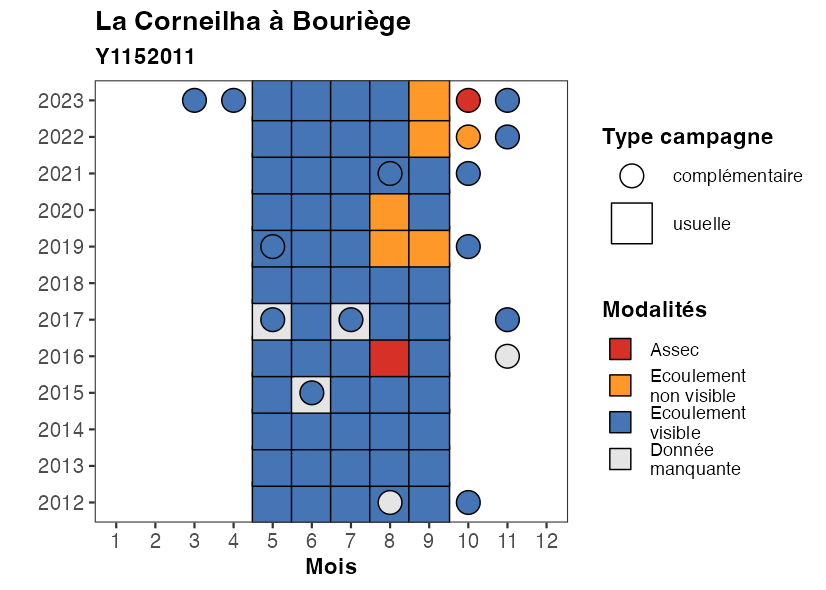 La Corneilha à Bouriège
Y1152011
2023
2022
2021
2020
2019
2018
2017
2016
2015
2014
2013
2012
1 2 3 4 5 6 7 8 9 10 11 12
Mois
Type campagne
complémentaire
usuelle
Modalités
Assec
Ecoulement
non visible
Ecoulement
visible
Donnée
manquante